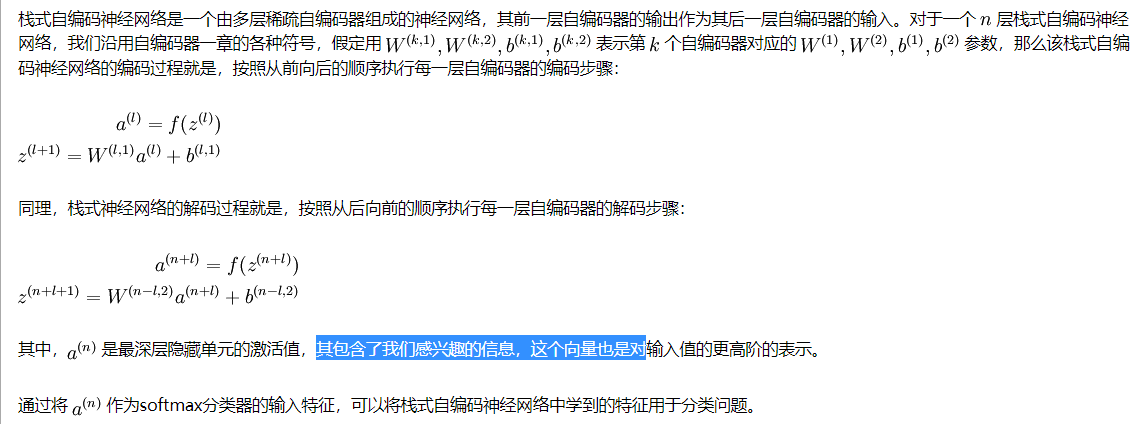 栈式自编码神经网络是一个由多层稀疏自编码器组成的神经网络，其前一层自编码器的输出作为其后一层自编码器的输入。对于一个 n 层栈式自编码神经
网络，我们沿用自编码器一章的各种符号，假定用 W^{(k,1)}, W^{(k,2)}, b^{(k,1)}, b^{(k,2)} 表示第 k 个自编码器对应的 W^{(1)}, W^{(2)}, b^{(1)}, b^{(2)} 参数，那么该栈式自编
码神经网络的编码过程就是，按照从前向后的顺序执行每一层自编码器的编码步骤：
a^{(l)} = f(z^{(l)})
z^{(l+1)} = W^{(l,1)}a^{(l)} + b^{(l,1)}
同理，栈式神经网络的解码过程就是，按照从后向前的顺序执行每一层自编码器的解码步骤：
a^{(n+l)} = f(z^{(n+l)})
z^{(n+l+1)} = W^{(n-l,2)}a^{(n+l)} + b^{(n-l,2)}
其中，a^{(n)} 是最深层隐藏单元的激活值，其包含了我们感兴趣的信息，这个向量也是对输入值的更高阶的表示。
通过将 a^{(n)} 作为softmax分类器的输入特征，可以将栈式自编码神经网络中学到的特征用于分类问题。